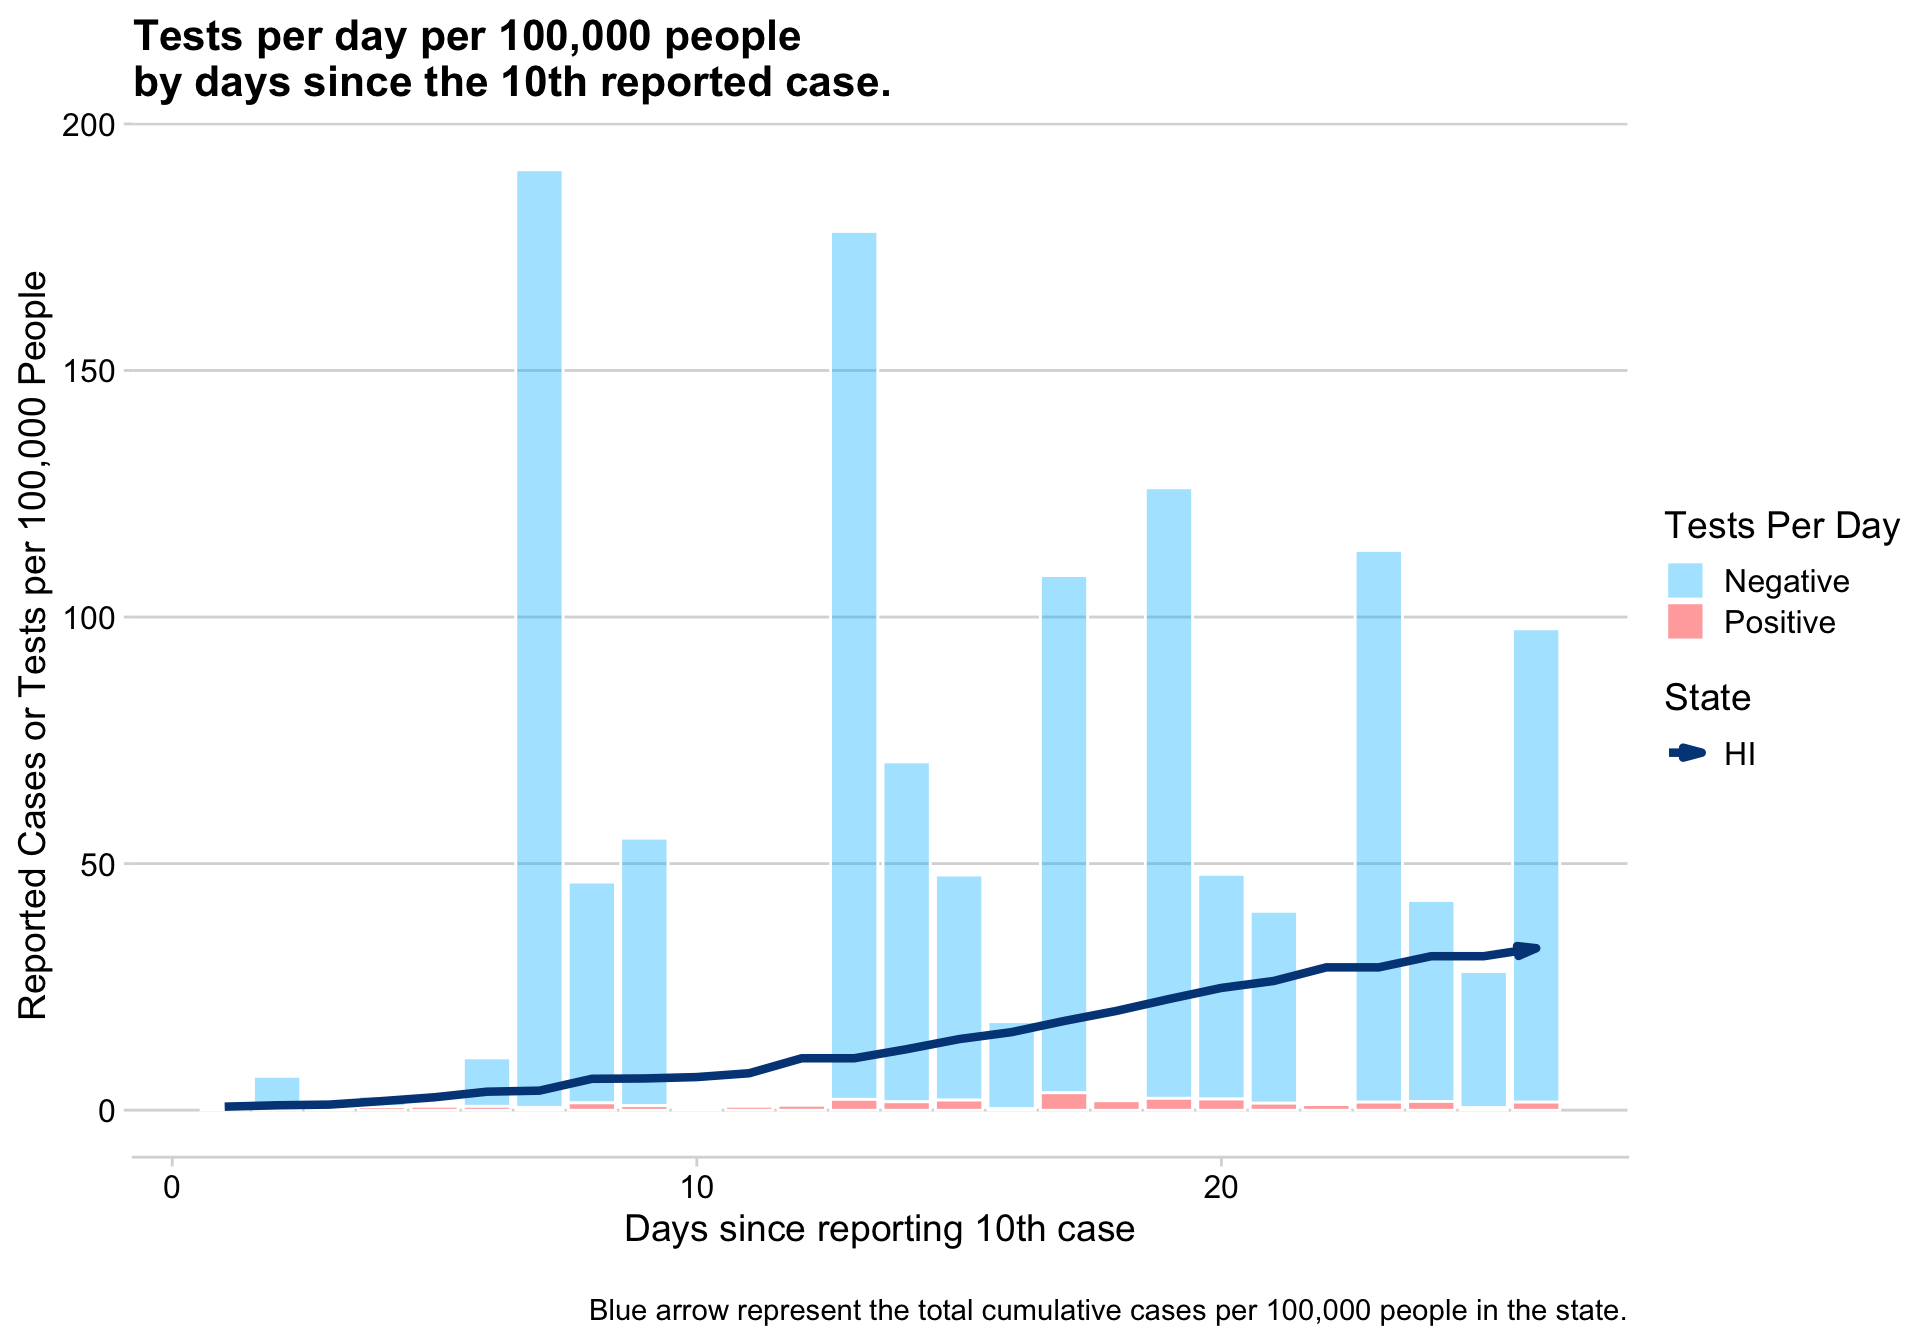 Tests per day per 100,000 people
by days since the 10th reported case.
Reported Cases or Tests per 100,000 People
200
150
100
50
0
0
10
20
Days since reporting 10th case
Tests Per Day
Negative
Positive
State
HI
Blue arrow represent the total cumulative cases per 100,000 people in the state.